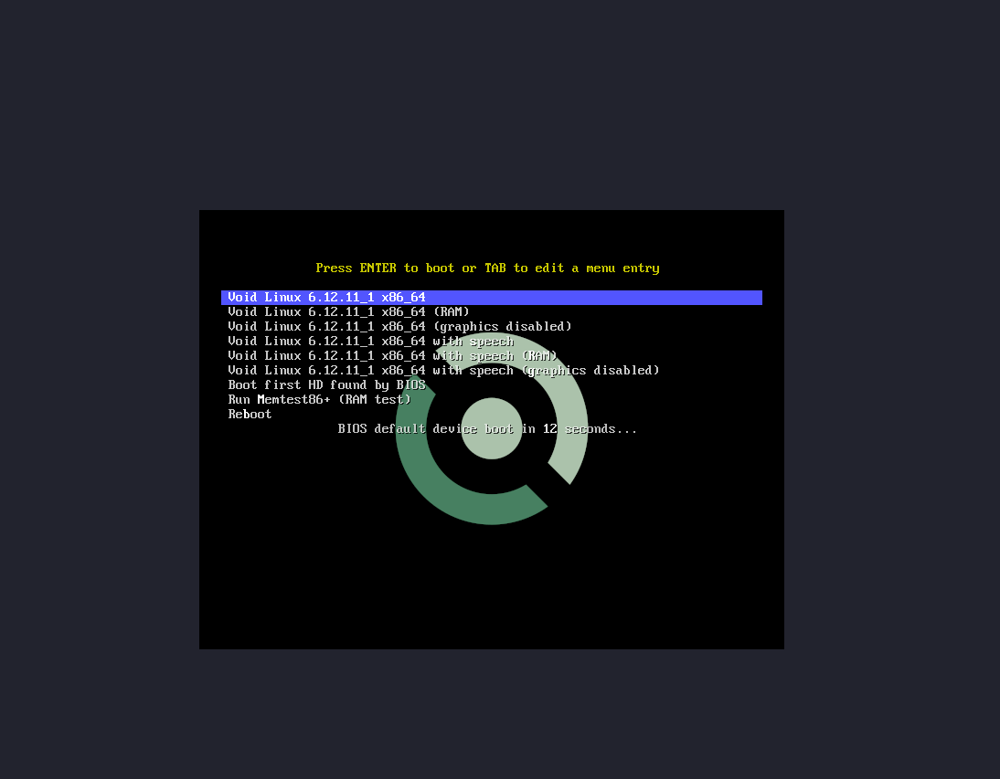 Press ENTER to boot or TAB to edit a menu entry
Void Linux 6.12.11_1 x86_64
Void Linux 6.12.11_1 x86_64 (RAM)
Void Linux 6.12.11_1 x86_64 (graphics disabled)
Void Linux 6.12.11_1 x86_64 with speech
Void Linux 6.12.11_1 x86_64 with speech (RAM)
Void Linux 6.12.11_1 x86_64 with speech (graphics disabled)
Boot first HD found by BIOS
Run Memtest86+ (RAM test)
Reboot
BIOS default device boot in 12 seconds...